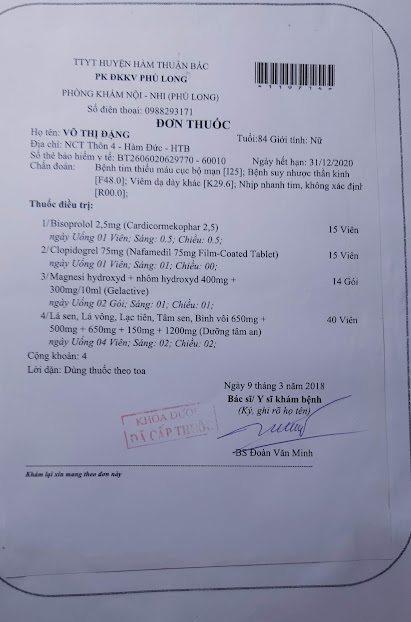 TTYT HUYỆN HÀM THUẬN BẮC
PK ĐKKV PHÚ LONG
PHÒNG KHÁM NỘI - NHI (PHÚ LONG)
Số điện thoại: 0988293171
*119714*
ĐƠN THUỐC
Họ tên: VÕ THỊ ĐẶNG Tuổi:84 Giới tính: Nữ
Địa chỉ: NCT Thôn 4 - Hàm Đức - HTB
Số thẻ bảo hiểm y tế: BT2606020629770 - 60010 Ngày hết hạn: 31/12/2020
Chẩn đoán: Bệnh tim thiếu máu cục bộ mạn [I25]; Bệnh suy nhược thần kinh
[F48.0]; Viêm dạ dày khác [K29.6]; Nhịp nhanh tim, không xác định
[R00.0];
Thuốc điều trị:
1/ Bisoprolol 2,5mg (Cardicormekophar 2,5) 15 Viên
ngày Uống 01 Viên; Sáng: 0.5; Chiều: 0.5;
2/ Clopidogrel 75mg (Nafamedil 75mg Film-Coated Tablet) 15 Viên
ngày Uống 01 Viên; Sáng: 01; Chiều: 00;
3/ Magnesi hydroxyd + nhôm hydroxyd 400mg + 14 Gói
300mg/10ml (Gelactive)
ngày Uống 02 Gói; Sáng: 01; Chiều: 01;
4/ Lá sen, Lá vông, Lạc tiên, Tâm sen, Bình vôi 650mg + 40 Viên
500mg + 650mg + 150mg + 1200mg (Dưỡng tâm an)
ngày Uống 04 Viên; Sáng: 02; Chiều: 02;
Cộng khoản: 4
Lời dặn: Dùng thuốc theo toa
Ngày 9 tháng 3 năm 2018
Bác sĩ/ Y sĩ khám bệnh
(Ký, ghi rõ họ tên)
KHOA DƯỢC
ĐÃ CẤP THUỐC
BS Đoàn Văn Minh
Khám lại xin mang theo đơn này